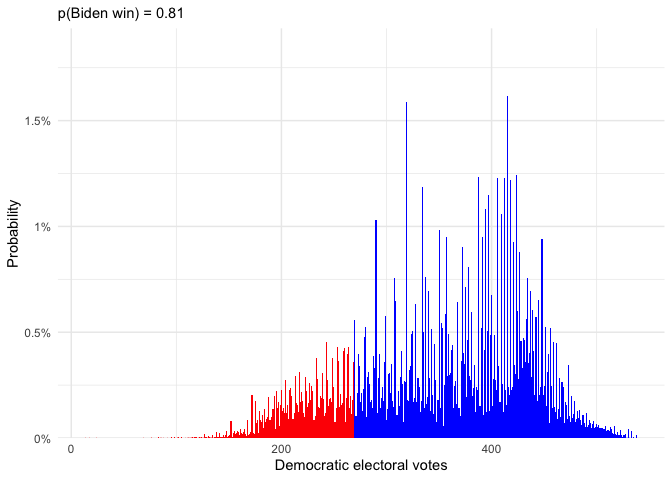 p(Biden win) = 0.81
1.5%
1%
Probability
0.5%
0%
0
200
400
Democratic electoral votes